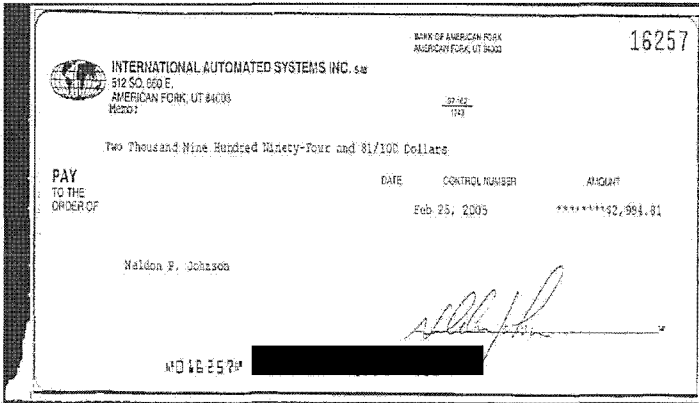 BANK OF AMERICAN FORK
AMERICAN FORK, UT 84003
16257
INTERNATIONAL AUTOMATED SYSTEMS INC.
512 SO. 860 E.
AMERICAN FORK, UT 84003
Memo:
Two Thousand Nine Hundred Ninety-Four and 81/100 Dollars
PAY
TO THE
ORDER OF
DATE CONTROL NUMBER AMOUNT
Feb 25, 2005 ********$2,994.81
Neldon P. Johnson
⑈016257⑈